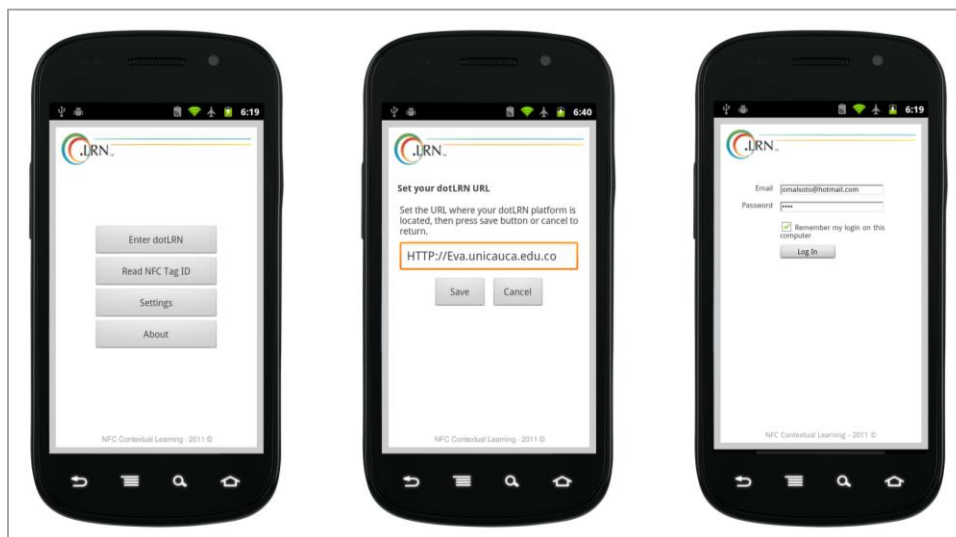 6:19
.LRN
Enter dotLRN
Read NFC Tag ID
Settings
About
NFC Contextual Learning - 2011 ©
6:40
.LRN
Set your dotLRN URL
Set the URL where your dotLRN platform is
located, then press save button or cancel to
return.
HTTP://Eva.unicauca.edu.co
Save Cancel
NFC Contextual Learning - 2011 ©
6:19
.LRN
Email omalsoto@hotmail.com
Password ••••
Remember my login on this
computer
Log In
NFC Contextual Learning - 2011 ©